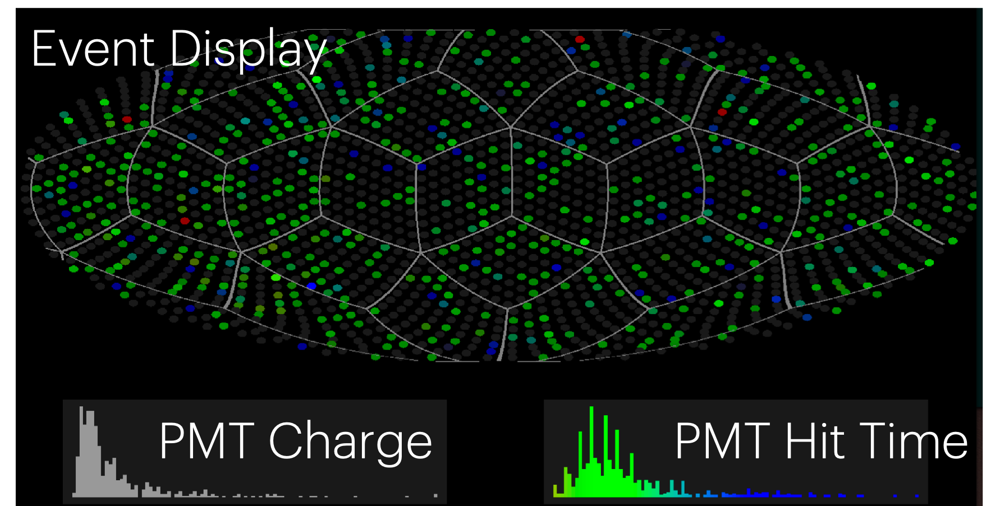 Event Display
PMT Charge
PMT Hit Time